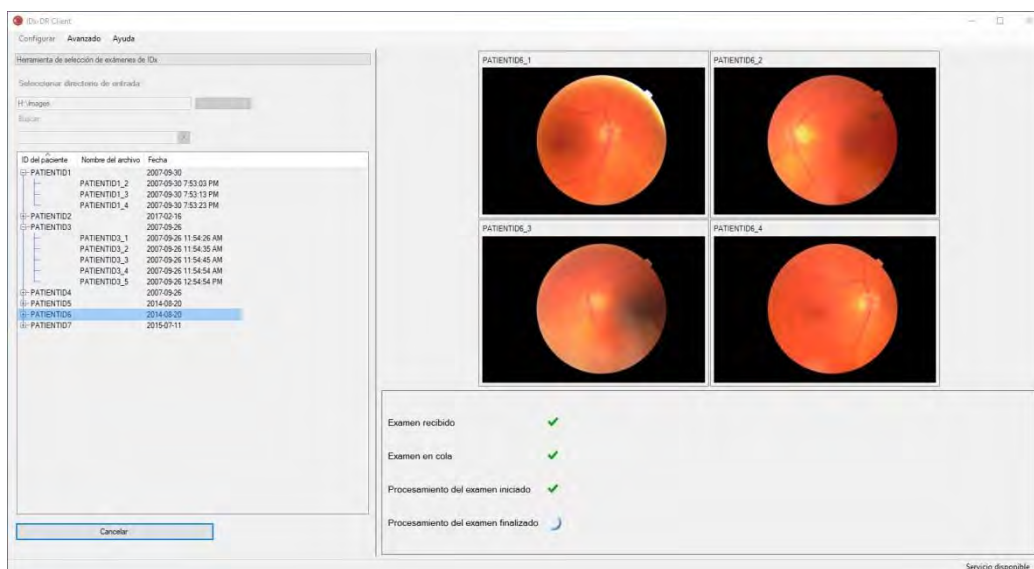 IDx-DR Client
Configurar Avanzado Ayuda
Herramienta de selección de exámenes de IDx
Seleccionar directorio de entrada:
H:\Images
Buscar:
ID del paciente Nombre del archivo Fecha
PATIENTID1 2007-09-30
PATIENTID1_2 2007-09-30 7:53:03 PM
PATIENTID1_3 2007-09-30 7:53:13 PM
PATIENTID1_4 2007-09-30 7:53:23 PM
PATIENTID2 2017-02-16
PATIENTID3 2007-09-26
PATIENTID3_1 2007-09-26 11:54:26 AM
PATIENTID3_2 2007-09-26 11:54:35 AM
PATIENTID3_3 2007-09-26 11:54:45 AM
PATIENTID3_4 2007-09-26 11:54:54 AM
PATIENTID3_5 2007-09-26 12:54:54 PM
PATIENTID4 2007-09-26
PATIENTID5 2014-08-20
PATIENTID6 2014-08-20
PATIENTID7 2015-07-11
Cancelar
PATIENTID6_1
PATIENTID6_2
PATIENTID6_3
PATIENTID6_4
Examen recibido
Examen en cola
Procesamiento del examen iniciado
Procesamiento del examen finalizado
Servicio disponible